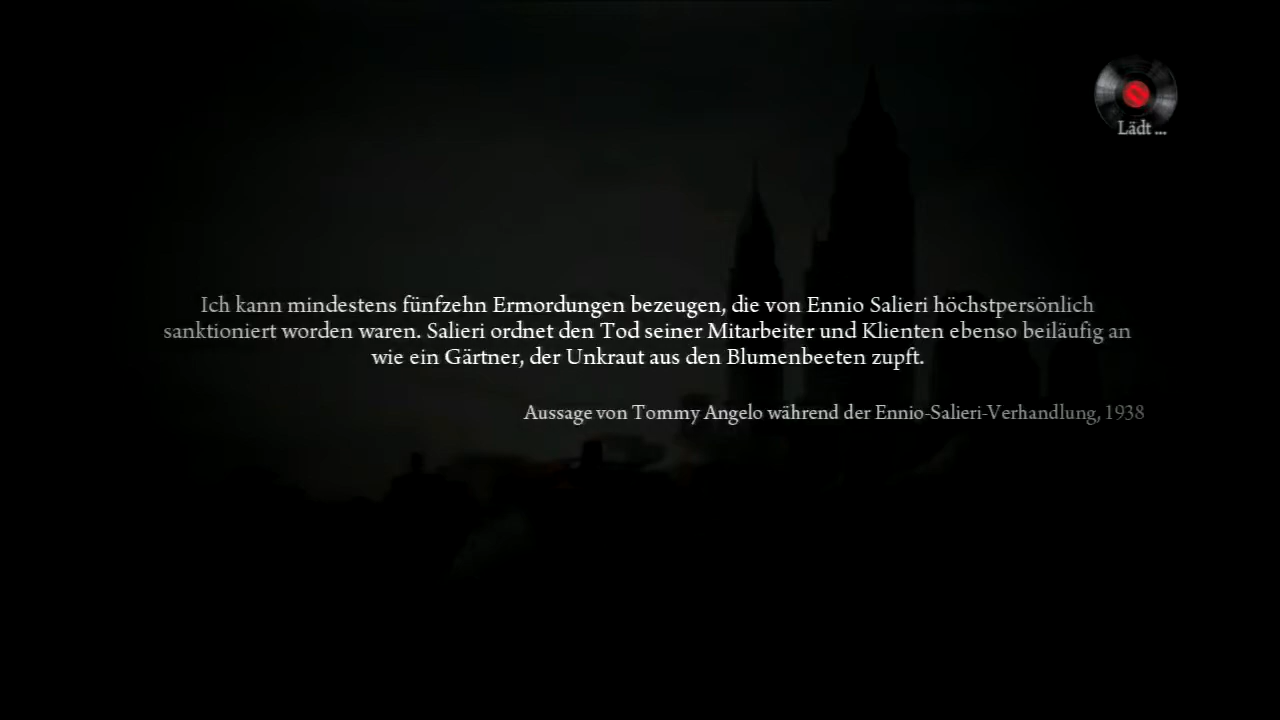 Lädt ...
Ich kann mindestens fünfzehn Ermordungen bezeugen, die von Ennio Salieri höchstpersönlich
sanktioniert worden waren. Salieri ordnet den Tod seiner Mitarbeiter und Klienten ebenso beiläufig an
wie ein Gärtner, der Unkraut aus den Blumenbeeten zupft.
Aussage von Tommy Angelo während der Ennio-Salieri-Verhandlung, 1938